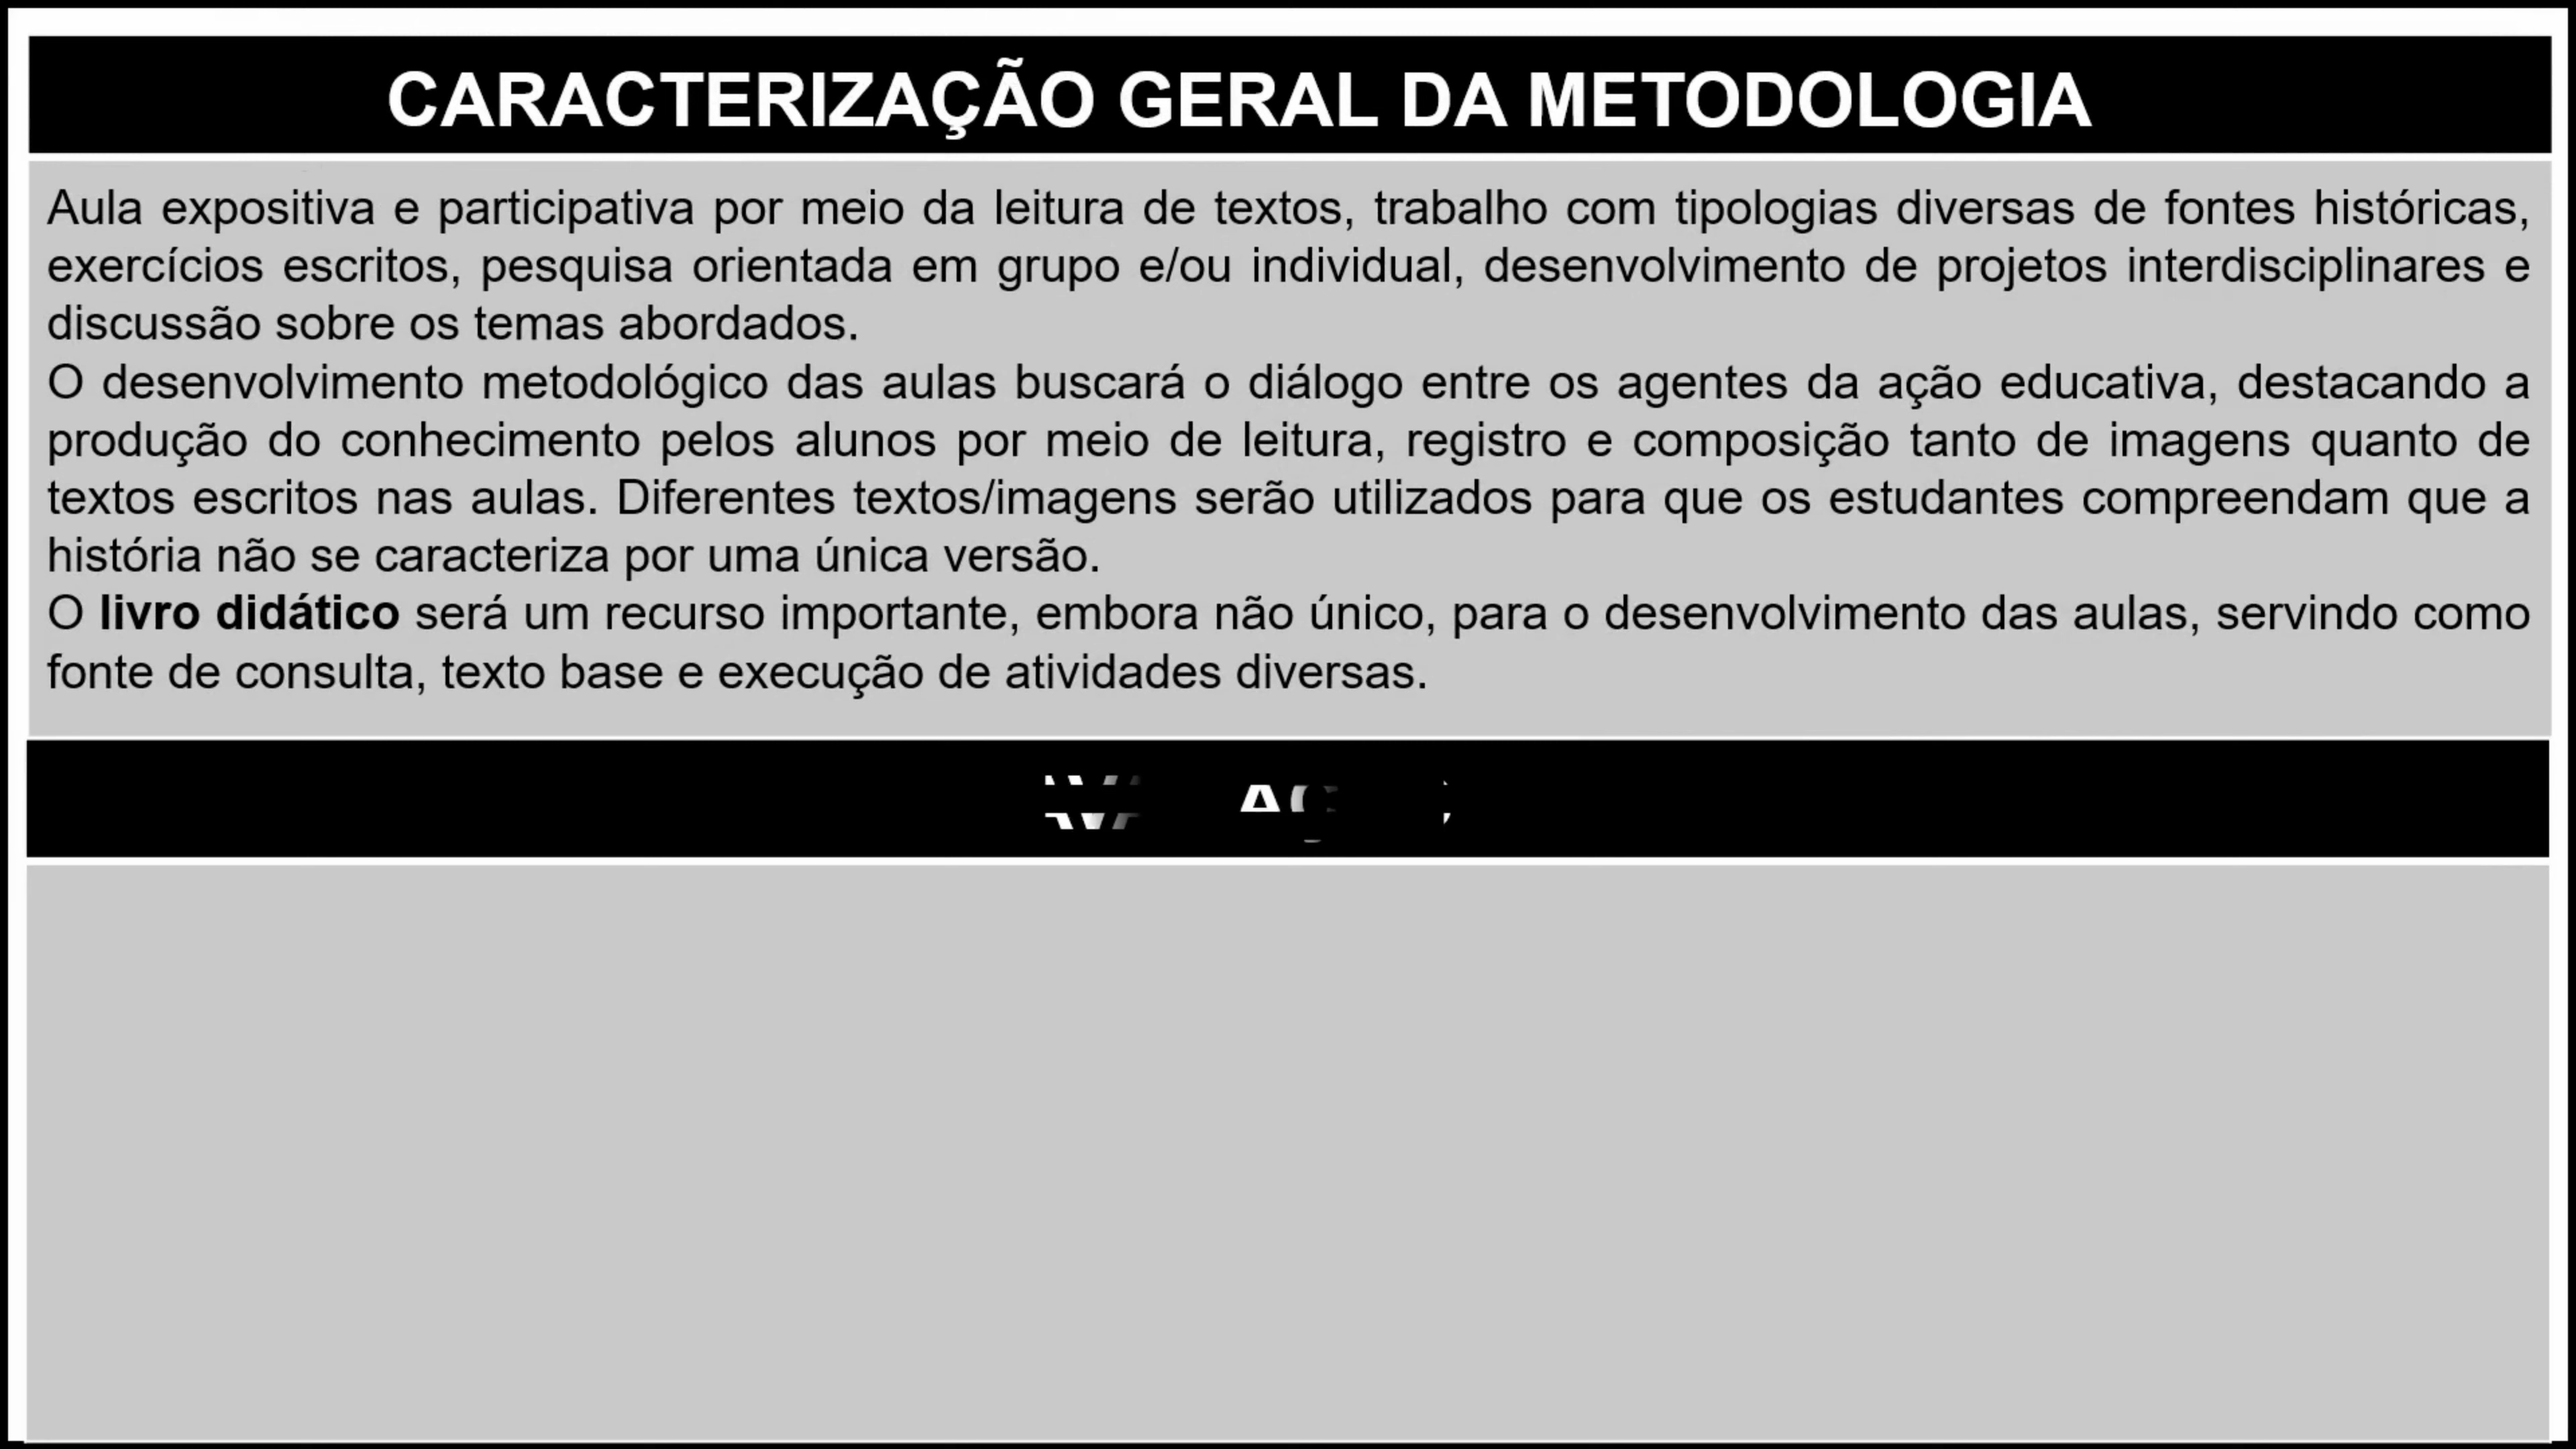 CARACTERIZAÇÃO GERAL DA METODOLOGIA
Aula expositiva e participativa por meio da leitura de textos, trabalho com tipologias diversas de fontes históricas,
exercícios escritos, pesquisa orientada em grupo e/ou individual, desenvolvimento de projetos interdisciplinares e
discussão sobre os temas abordados.
O desenvolvimento metodológico das aulas buscará o diálogo entre os agentes da ação educativa, destacando a
produção do conhecimento pelos alunos por meio de leitura, registro e composição tanto de imagens quanto de
textos escritos nas aulas. Diferentes textos/imagens serão utilizados para que os estudantes compreendam que a
história não se caracteriza por uma única versão.
O livro didático será um recurso importante, embora não único, para o desenvolvimento das aulas, servindo como
fonte de consulta, texto base e execução de atividades diversas.